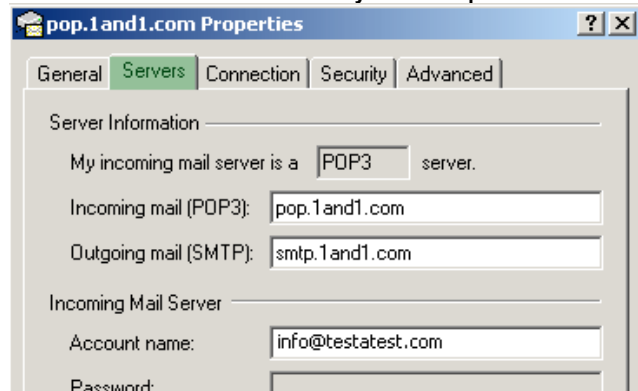 pop.1and1.com Properties
General Servers Connection Security Advanced
Server Information
My incoming mail server is a POP3 server.
Incoming mail (POP3): pop.1and1.com
Outgoing mail (SMTP): smtp.1and1.com
Incoming Mail Server
Account name: info@testatest.com
Password: